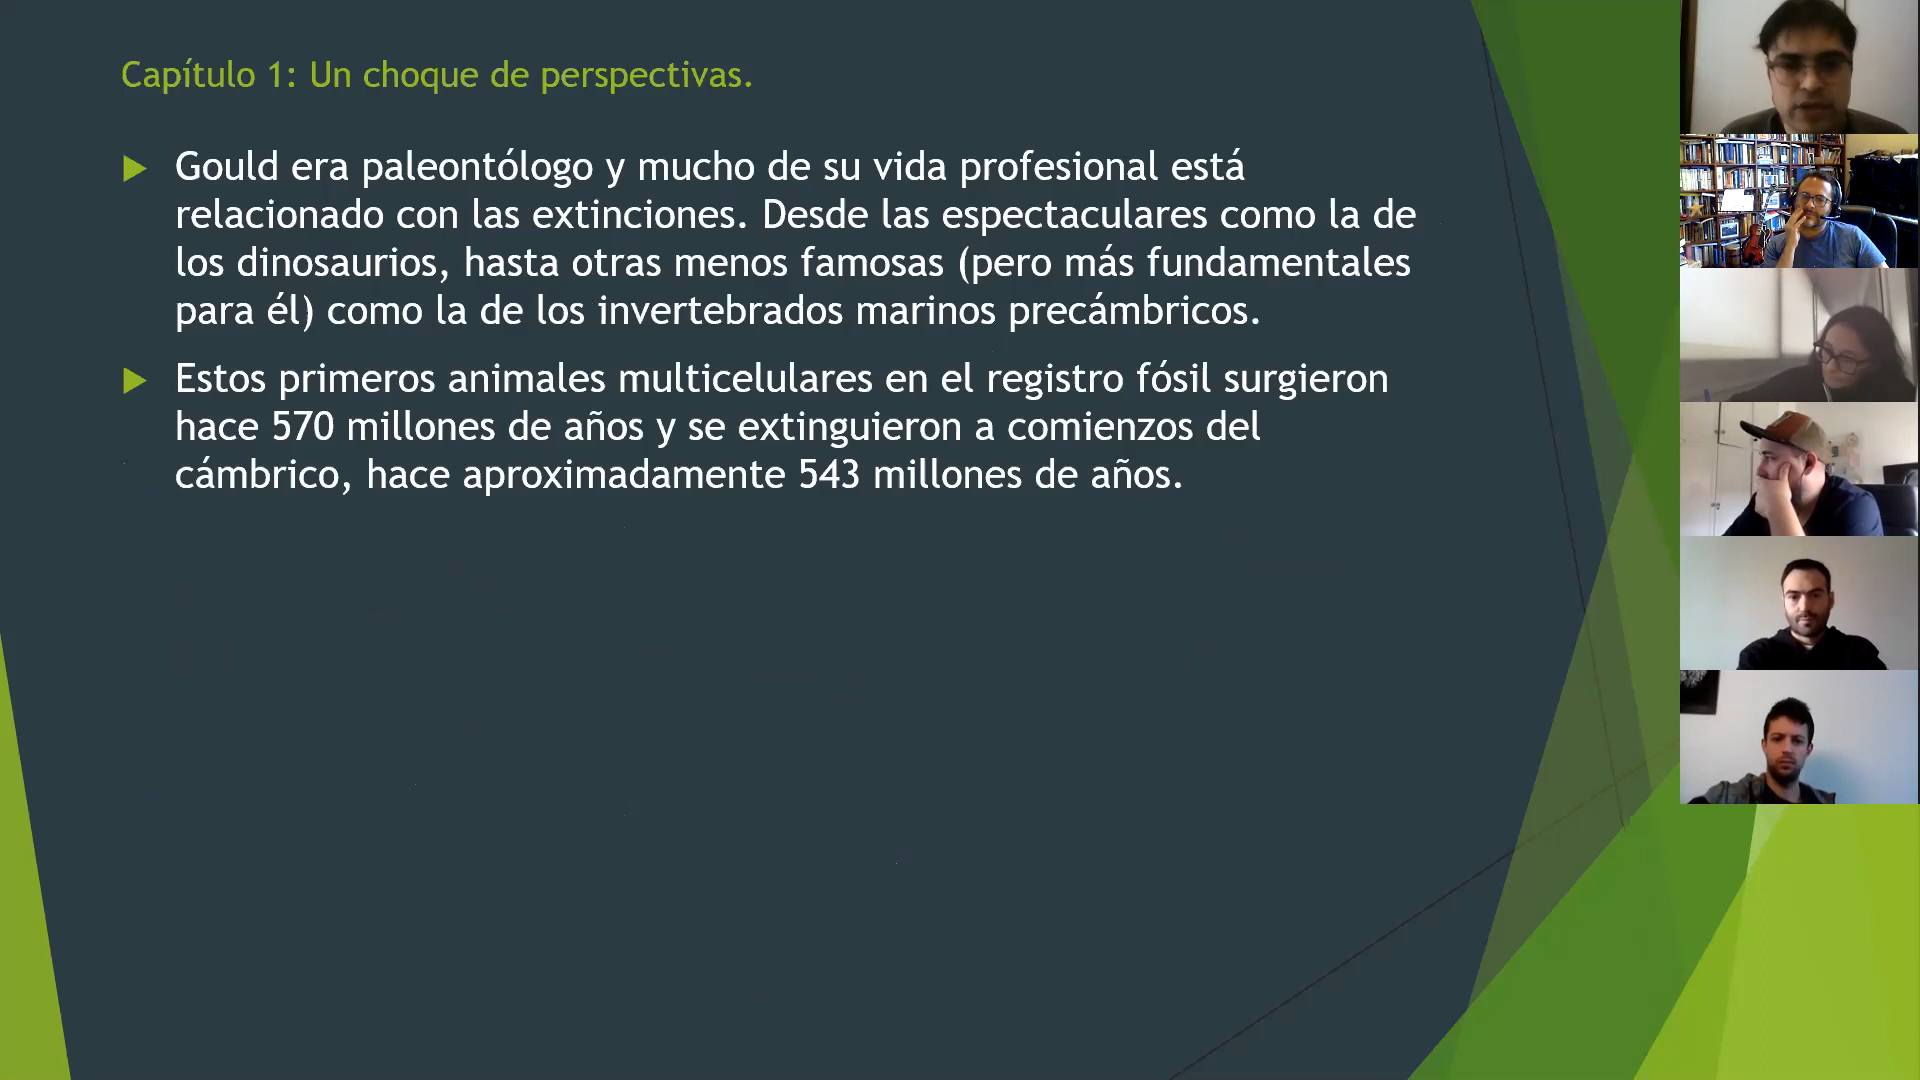 Capítulo 1: Un choque de perspectivas.
Gould era paleontólogo y mucho de su vida profesional está
relacionado con las extinciones. Desde las espectaculares como la de
los dinosaurios, hasta otras menos famosas (pero más fundamentales
para él) como la de los invertebrados marinos precámbricos.
Estos primeros animales multicelulares en el registro fósil surgieron
hace 570 millones de años y se extinguieron a comienzos del
cámbrico, hace aproximadamente 543 millones de años.